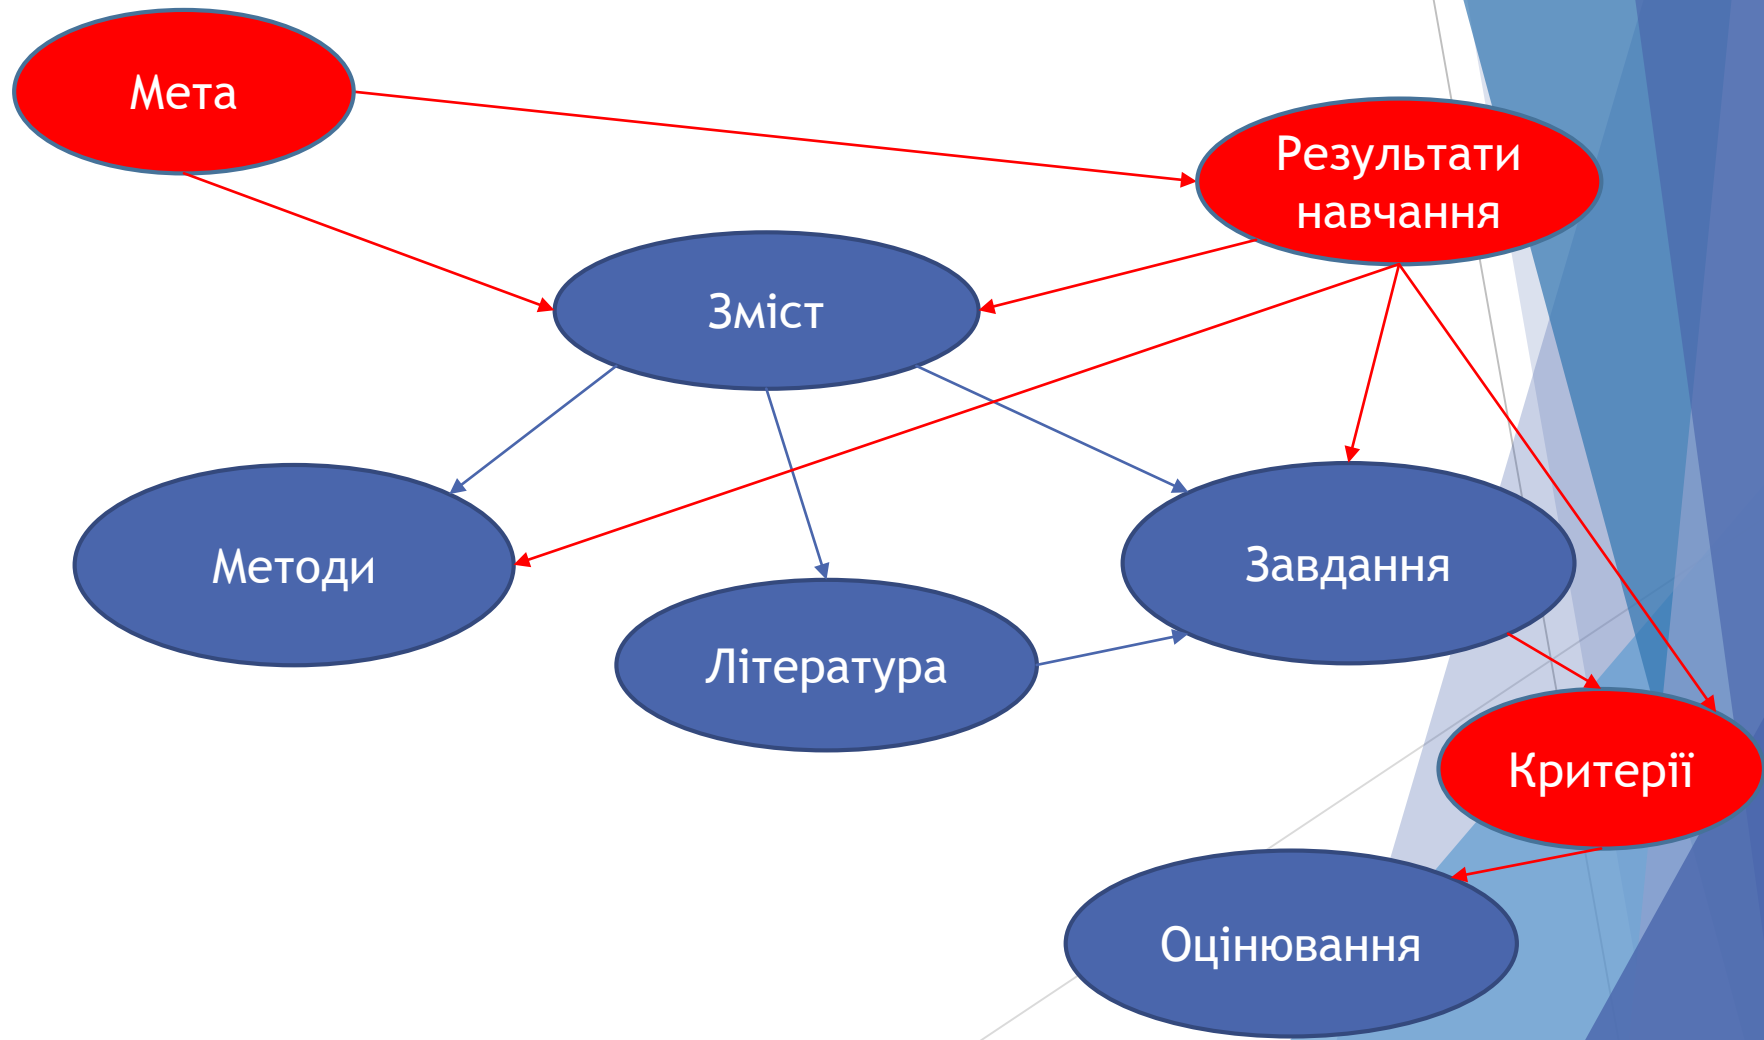 Мета
Результати
навчання
Зміст
Методи
Завдання
Література
Критерії
Оцінювання